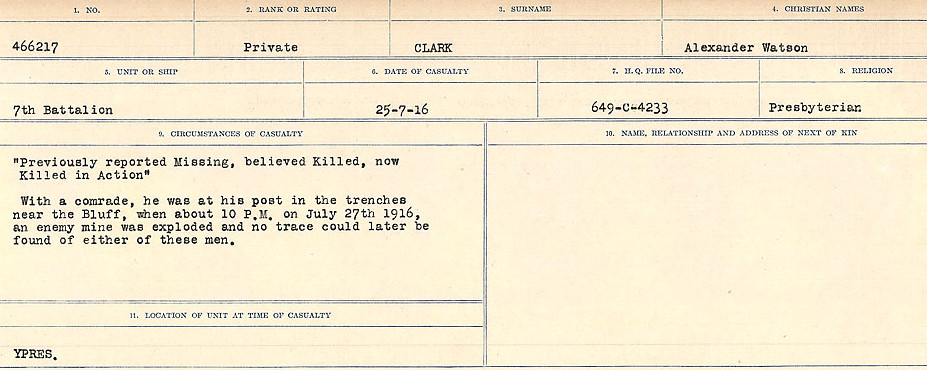 1. NO. 2. RANK OR RATING 3. SURNAME 4. CHRISTIAN NAMES
466217 Private CLARK Alexander Watson
5. UNIT OR SHIP 6. DATE OF CASUALTY 7. H.Q. FILE NO. 8. RELIGION
7th Battalion 25-7-16 649-C-4233 Presbyterian
9. CIRCUMSTANCES OF CASUALTY 10. NAME, RELATIONSHIP AND ADDRESS OF NEXT OF KIN
"Previously reported Missing, believed Killed, now
Killed in Action"
With a comrade, he was at his post in the trenches
near the Bluff, when about 10 P.M. on July 27th 1916,
an enemy mine was exploded and no trace could later be
found of either of these men.
11. LOCATION OF UNIT AT TIME OF CASUALTY
YPRES.